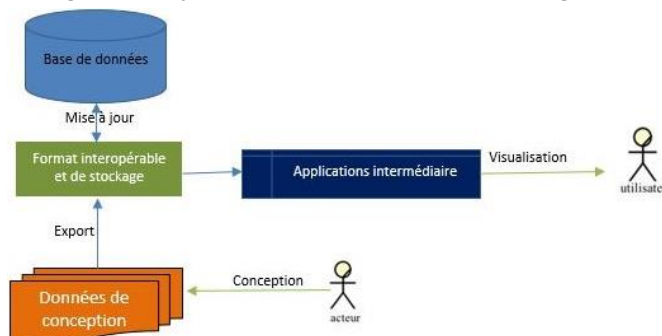 Base de données
Mise à jour
Format interopérable
et de stockage
Applications intermédiaire
Visualisation
utilisate
Export
Conception
Données de
conception
acteur